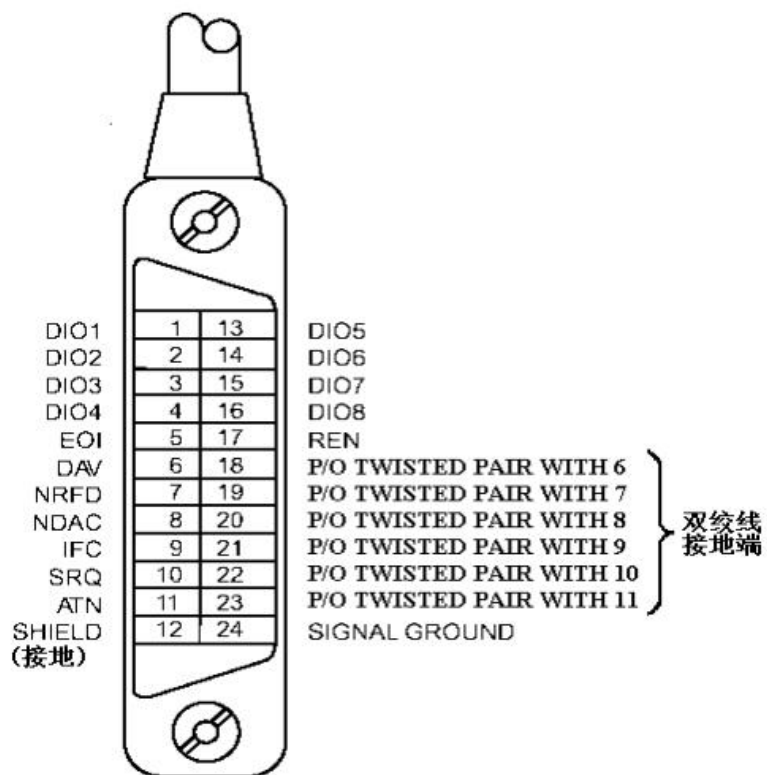 DIO1 1 13 DIO5
DIO2 2 14 DIO6
DIO3 3 15 DIO7
DIO4 4 16 DIO8
EOI 5 17 REN
DAV 6 18 P/O TWISTED PAIR WITH 6
NRFD 7 19 P/O TWISTED PAIR WITH 7
NDAC 8 20 P/O TWISTED PAIR WITH 8
IFC 9 21 P/O TWISTED PAIR WITH 9
SRQ 10 22 P/O TWISTED PAIR WITH 10
ATN 11 23 P/O TWISTED PAIR WITH 11
双绞线
接地端
SHIELD 12 24 SIGNAL GROUND
(接地)